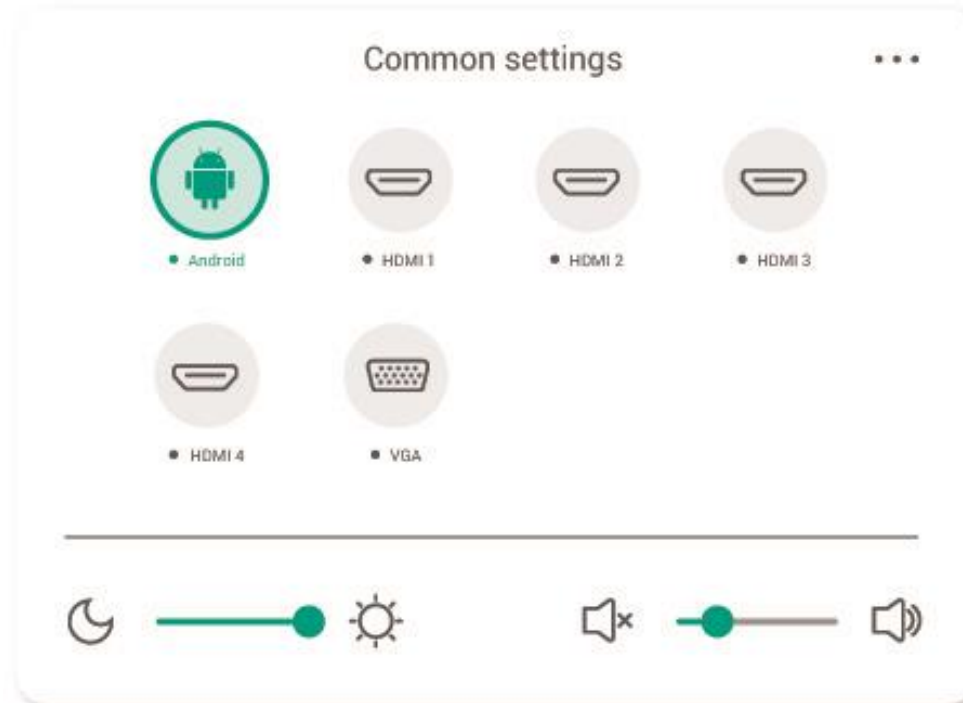 Common settings
Android
HDMI 1
HDMI 2
HDMI 3
HDMI 4
VGA